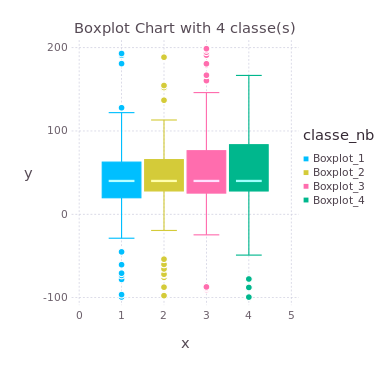 Boxplot Chart with 4 classe(s)
200
100
0
-100
y
0 1 2 3 4 5
x
classe_nb
Boxplot_1
Boxplot_2
Boxplot_3
Boxplot_4